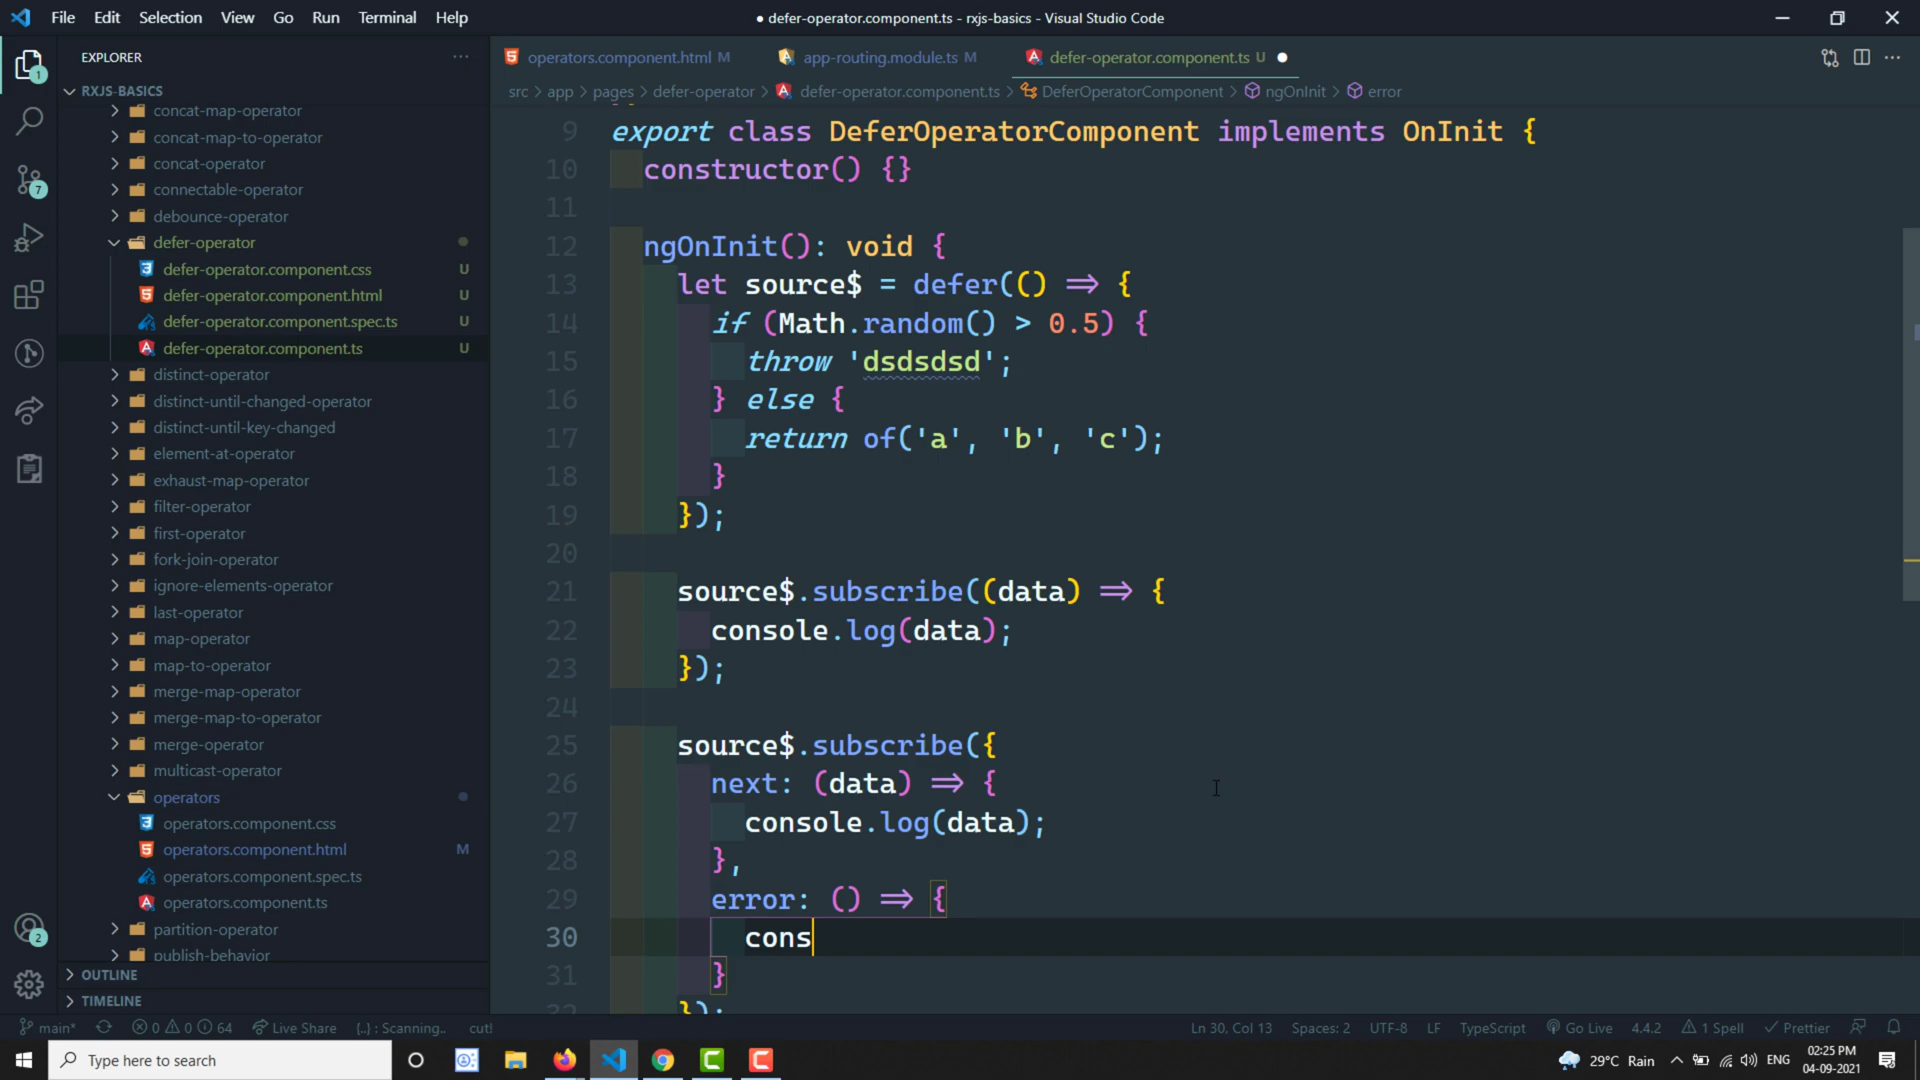 File Edit Selection View Go Run Terminal Help
● defer-operator.component.ts - rxjs-basics - Visual Studio Code
EXPLORER
RXJS-BASICS
concat-map-operator
concat-map-to-operator
concat-operator
connectable-operator
debounce-operator
defer-operator
defer-operator.component.css U
defer-operator.component.html U
defer-operator.component.spec.ts U
defer-operator.component.ts U
distinct-operator
distinct-until-changed-operator
distinct-until-key-changed
element-at-operator
exhaust-map-operator
filter-operator
first-operator
fork-join-operator
ignore-elements-operator
last-operator
map-operator
map-to-operator
merge-map-operator
merge-map-to-operator
merge-operator
multicast-operator
operators
operators.component.css
operators.component.html M
operators.component.spec.ts
operators.component.ts
partition-operator
publish-behavior
OUTLINE
TIMELINE
1
7
2
operators.component.html M app-routing.module.ts M defer-operator.component.ts U ●
src > app > pages > defer-operator > defer-operator.component.ts > DeferOperatorComponent > ngOnInit > error
9 export class DeferOperatorComponent implements OnInit {
10 constructor() {}
11
12 ngOnInit(): void {
13 let source$ = defer(() => {
14 if (Math.random() > 0.5) {
15 throw 'dsdsdsd';
16 } else {
17 return of('a', 'b', 'c');
18 }
19 });
20
21 source$.subscribe((data) => {
22 console.log(data);
23 });
24
25 source$.subscribe({
26 next: (data) => {
27 console.log(data);
28 },
29 error: () => {
30 cons
31 }
32 });
main* 0 0 64 Live Share {..} : Scanning.. cut! Ln 30, Col 13 Spaces: 2 UTF-8 LF TypeScript Go Live 4.4.2 1 Spell Prettier
Type here to search 29°C Rain ENG 02:25 PM
04-09-2021